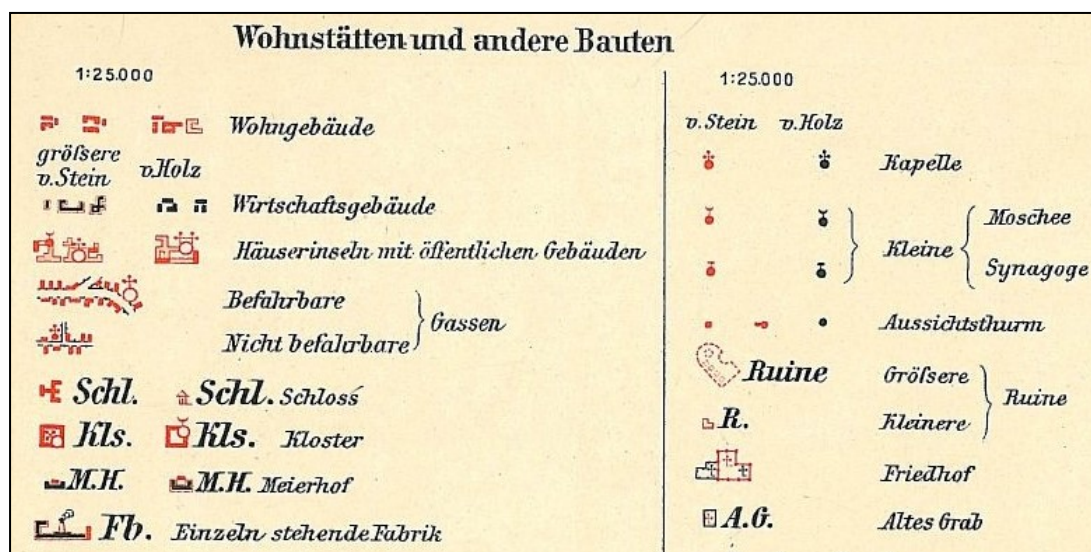 Wohnstätten und andere Bauten
1:25.000
Wohngebäude
gröſsere
v.Stein v.Holz
Wirtschaftsgebäude
Häuserinseln mit öffentlichen Gebäuden
Befahrbare
Gassen
Nicht befahrbare
Schl. Schl. Schloss
Kls. Kls. Kloster
M.H. M.H. Meierhof
Fb. Einzeln stehende Fabrik
1:25.000
v.Stein v.Holz
Kapelle
Moschee
Kleine
Synagoge
Aussichtsthurm
Ruine Gröſsere
Ruine
R. Kleinere
Friedhof
A.G. Altes Grab